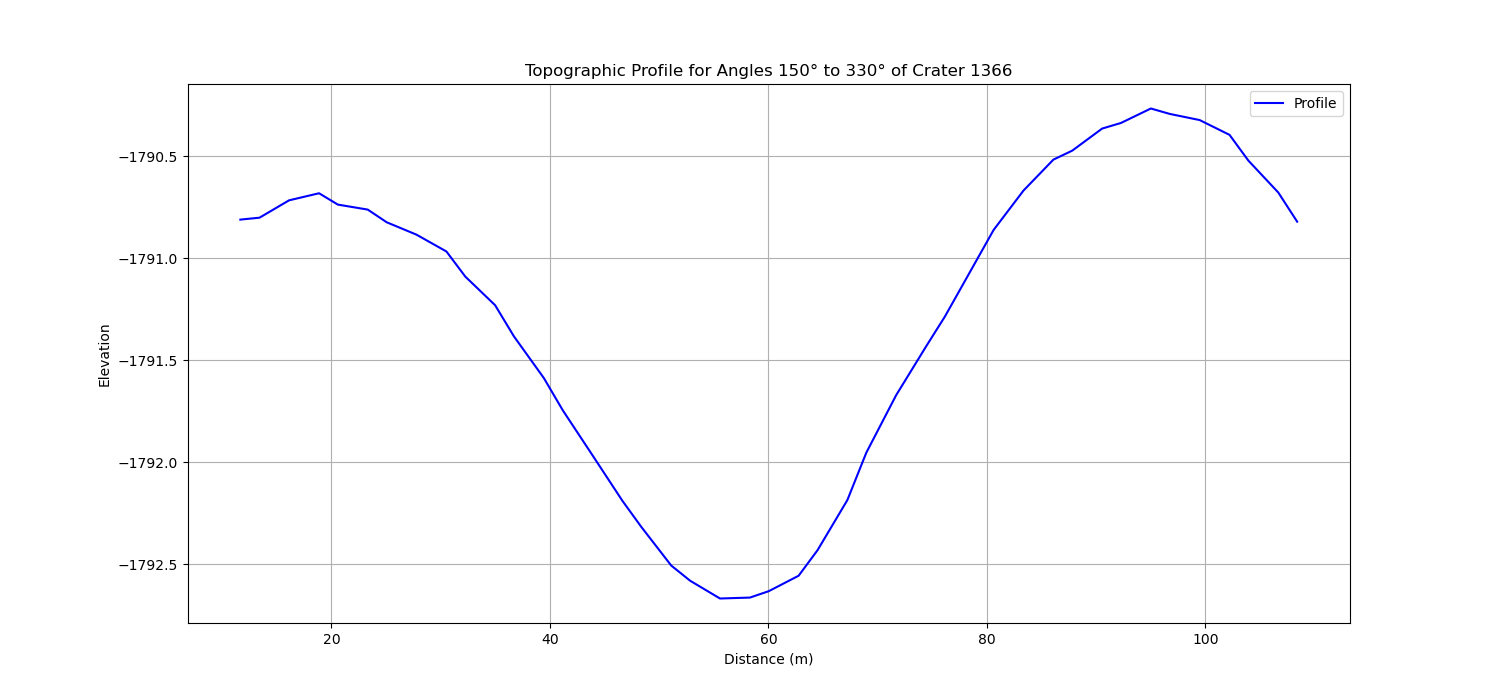 Topographic Profile for Angles 150° to 330° of Crater 1366
Profile
−1790.5
−1791.0
−1791.5
−1792.0
−1792.5
Elevation
20 40 60 80 100
Distance (m)